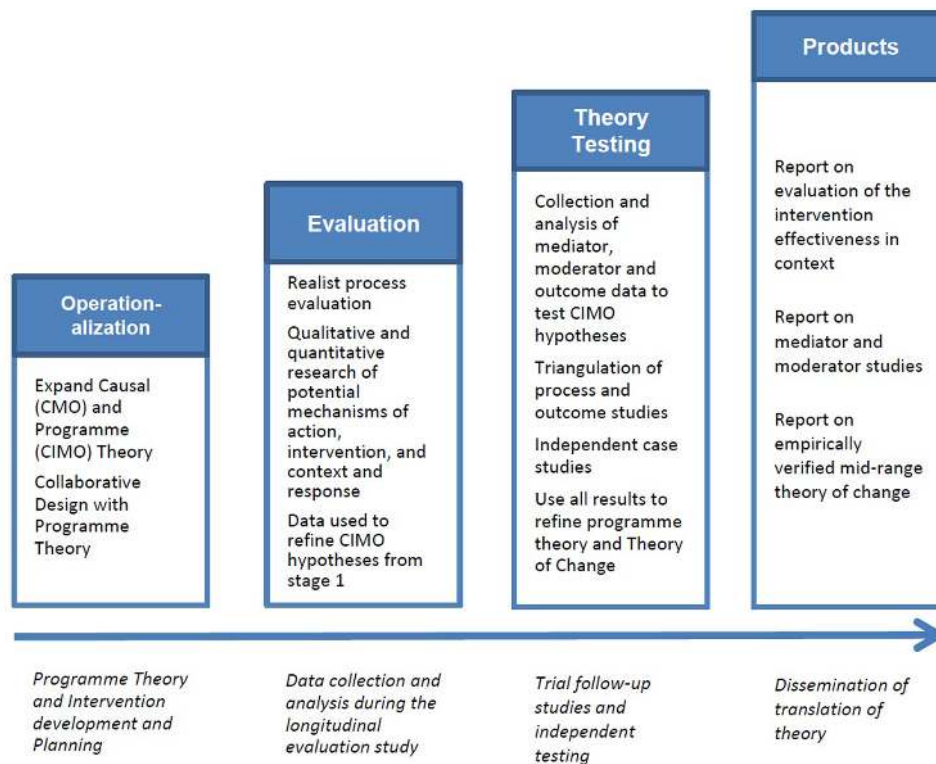 Operation-
alization
Expand Causal
(CMO) and
Programme
(CIMO) Theory
Collaborative
Design with
Programme
Theory
Evaluation
Realist process
evaluation
Qualitative and
quantitative
research of
potential
mechanisms of
action,
intervention, and
context and
response
Data used to
refine CIMO
hypotheses from
stage 1
Theory
Testing
Collection and
analysis of
mediator,
moderator and
outcome data to
test CIMO
hypotheses
Triangulation of
process and
outcome studies
Independent case
studies
Use all results to
refine programme
theory and Theory
of Change
Products
Report on
evaluation of the
intervention
effectiveness in
context
Report on
mediator and
moderator studies
Report on
empirically
verified mid-range
theory of change
Programme Theory
and Intervention
development and
Planning
Data collection and
analysis during the
longitudinal
evaluation study
Trial follow-up
studies and
independent
testing
Dissemination of
translation of
theory